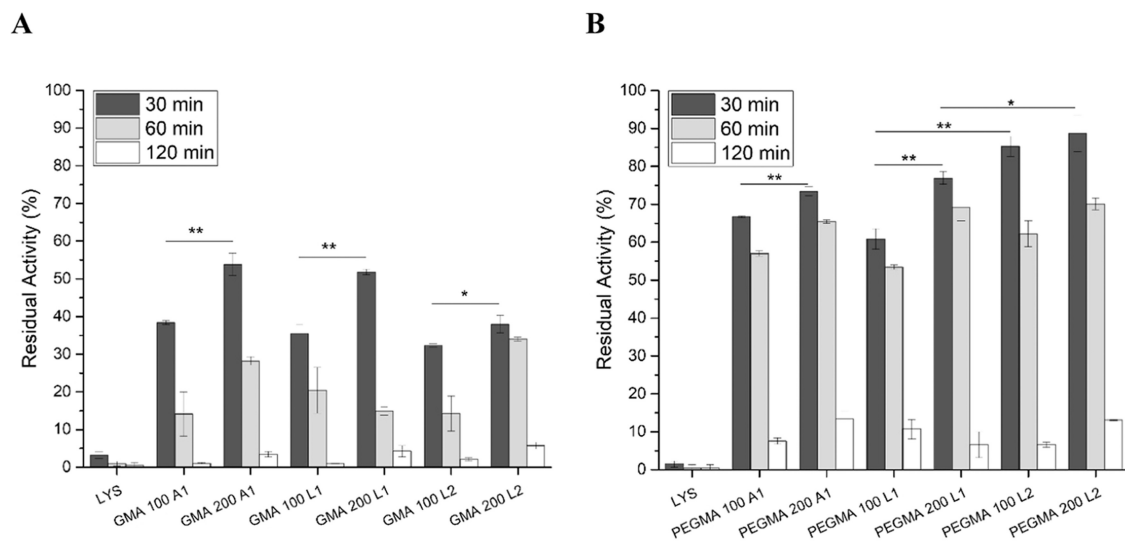 A
100
90
80
70
60
50
40
30
20
10
0
Residual Activity (%)
30 min
60 min
120 min
**
**
*
LYS
GMA 100 A1
GMA 200 A1
GMA 100 L1
GMA 200 L1
GMA 100 L2
GMA 200 L2
B
100
90
80
70
60
50
40
30
20
10
0
Residual Activity (%)
30 min
60 min
120 min
**
**
**
*
LYS
PEGMA 100 A1
PEGMA 200 A1
PEGMA 100 L1
PEGMA 200 L1
PEGMA 100 L2
PEGMA 200 L2